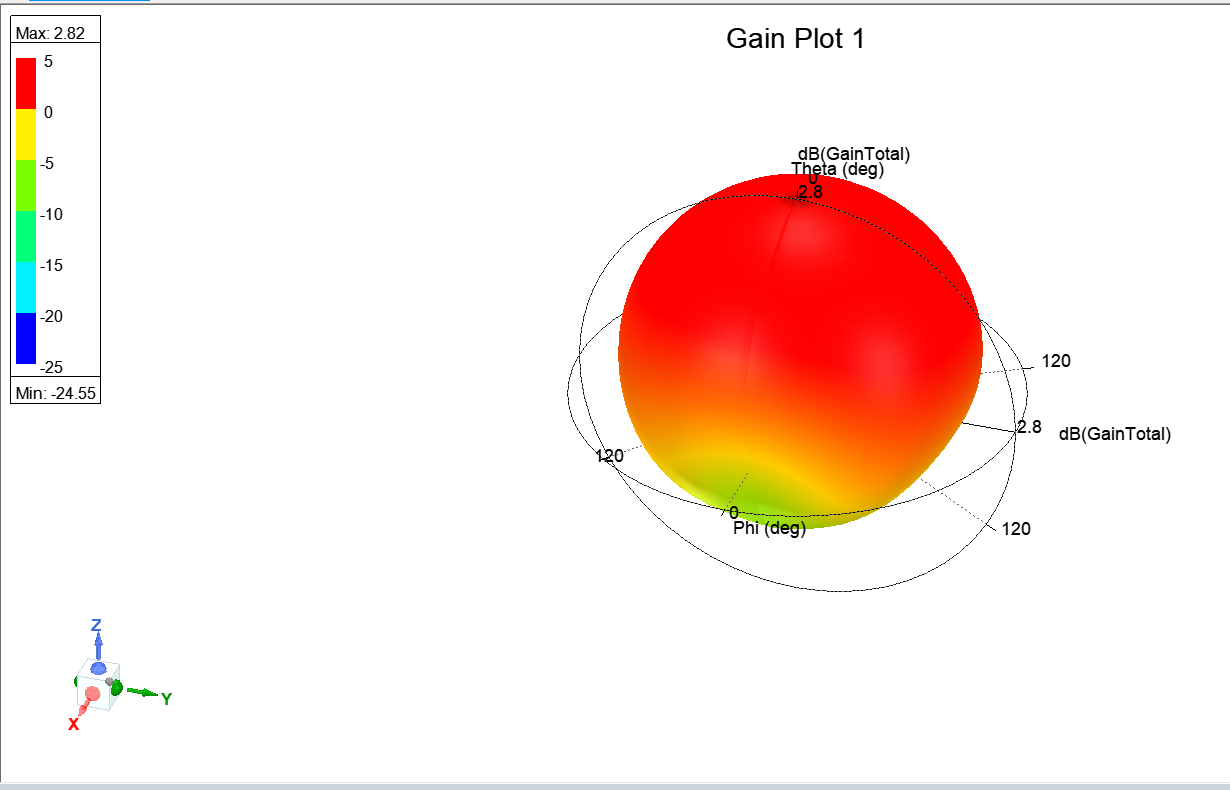 Gain Plot 1
Max: 2.82
5
0
-5
-10
-15
-20
-25
Min: -24.55
dB(GainTotal)
Theta (deg)
0
2.8
120
2.8 dB(GainTotal)
120
0
Phi (deg)
120
Z
Y
X